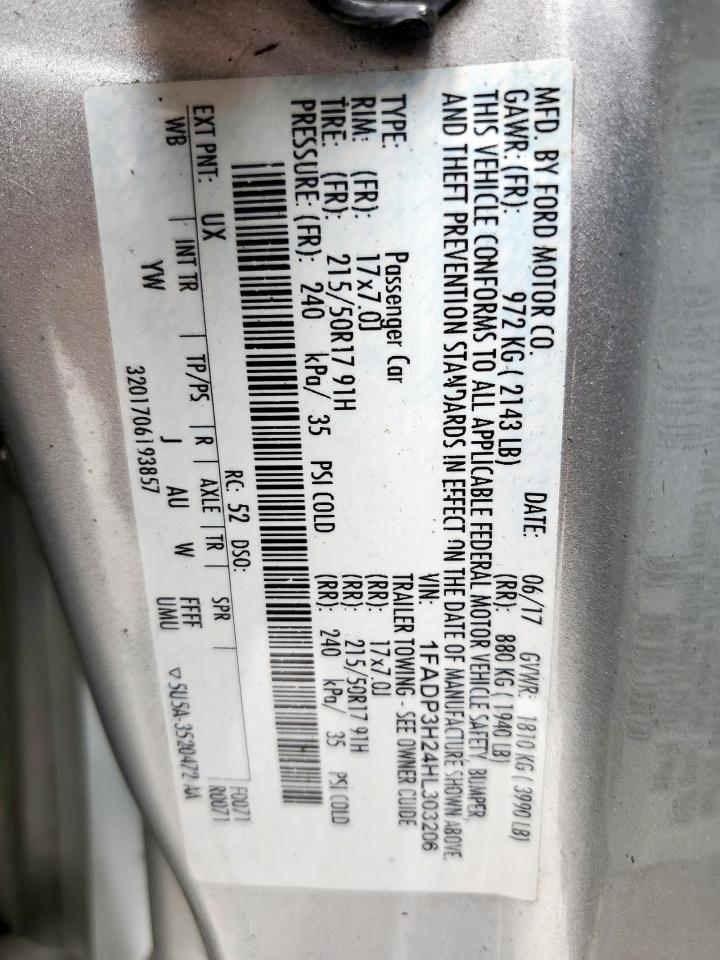 MFD. BY FORD MOTOR CO. DATE: 06/17 GVWR: 1810 KG ( 3990 LB)
GAWR: (FR): 972 KG ( 2143 LB) (RR): 880 KG ( 1940 LB)
THIS VEHICLE CONFORMS TO ALL APPLICABLE FEDERAL MOTOR VEHICLE SAFETY BUMPER
AND THEFT PREVENTION STANDARDS IN EFFECT ON THE DATE OF MANUFACTURE SHOWN ABOVE.
VIN: 1FADP3H24HL303206
TYPE: Passenger Car TRAILER TOWING - SEE OWNER GUIDE
RIM: (FR): 17x7.0J (RR): 17x7.0J
TIRE: (FR): 215/50R17 91H (RR): 215/50R17 91H
PRESSURE: (FR): 240 kPa/ 35 PSI COLD (RR): 240 kPa/ 35 PSI COLD
RC: 52 DSO: F0071
EXT PNT: UX R0071
WB | INT TR | TP/PS | R | AXLE | TR | SPR |
YW J AU W FFFF
UMU
3201706193857 ▽5U5A-3520472-AA